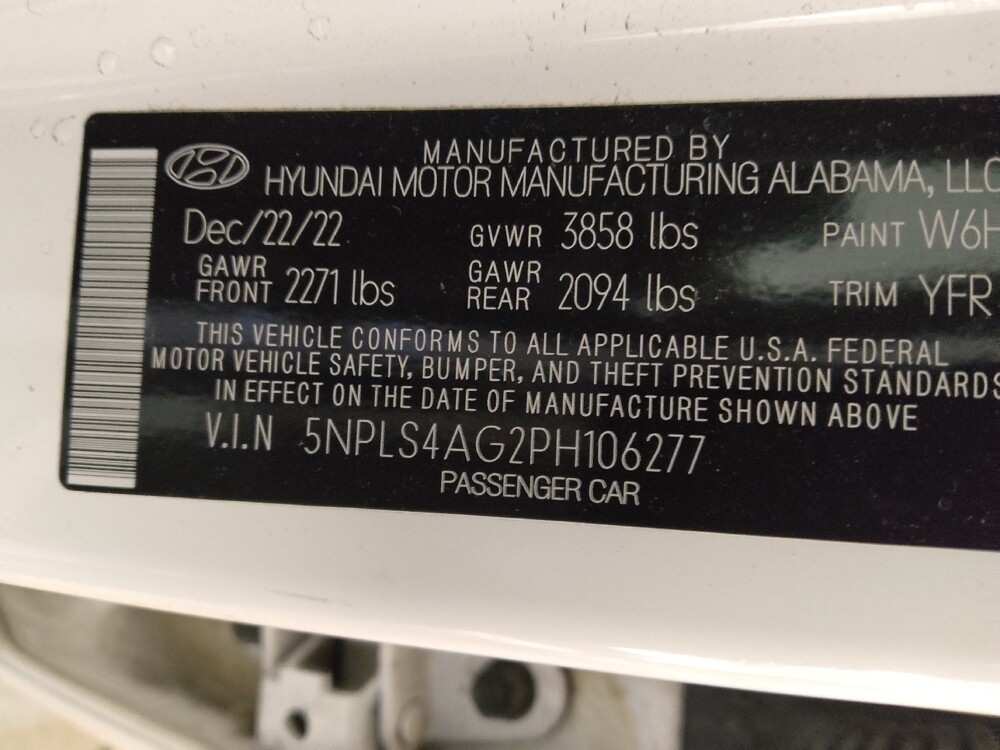 MANUFACTURED BY
HYUNDAI MOTOR MANUFACTURING ALABAMA, LLC
Dec/22/22 GVWR 3858 lbs PAINT W6H
GAWR FRONT 2271 lbs GAWR REAR 2094 lbs TRIM YFR
THIS VEHICLE CONFORMS TO ALL APPLICABLE U.S.A. FEDERAL
MOTOR VEHICLE SAFETY, BUMPER, AND THEFT PREVENTION STANDARDS
IN EFFECT ON THE DATE OF MANUFACTURE SHOWN ABOVE
V.I.N 5NPLS4AG2PH106277
PASSENGER CAR